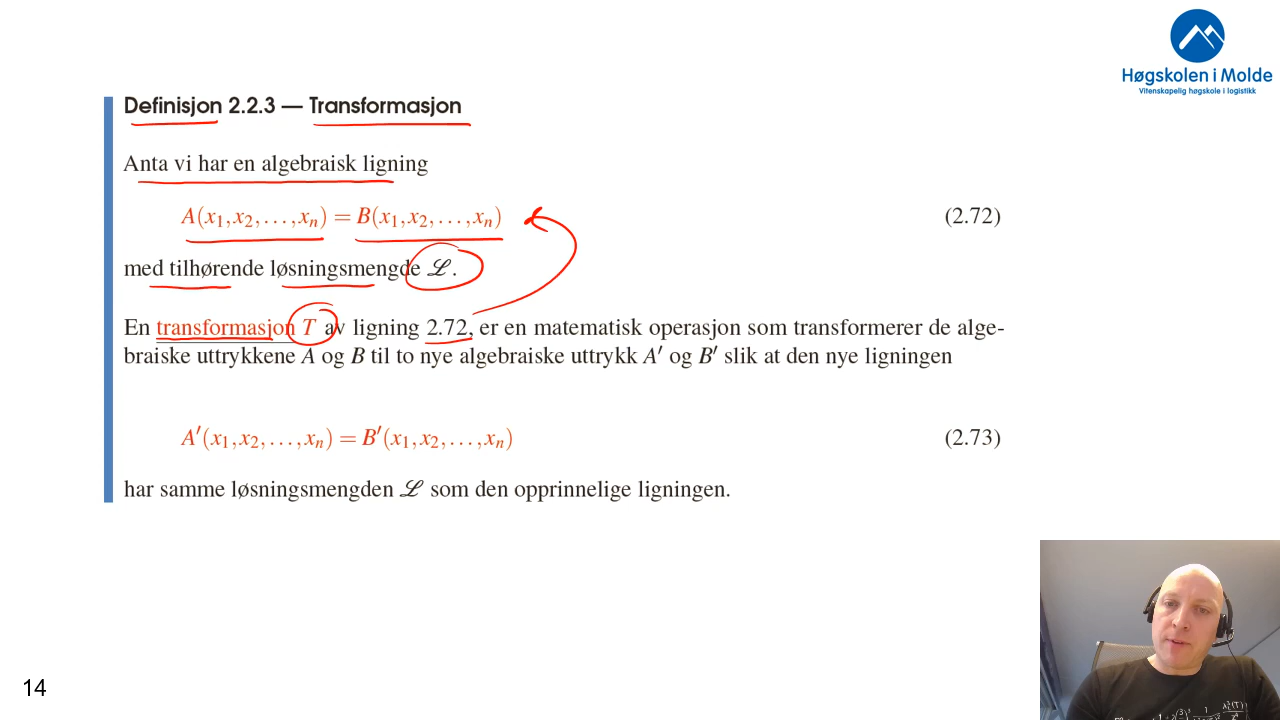 Høgskolen i Molde
Vitenskapelig høgskole i logistikk
Definisjon 2.2.3 — Transformasjon
Anta vi har en algebraisk ligning
A(x₁,x₂,...,xₙ) = B(x₁,x₂,...,xₙ) (2.72)
med tilhørende løsningsmengde ℒ.
En transformasjon T av ligning 2.72, er en matematisk operasjon som transformerer de alge-
braiske uttrykkene A og B til to nye algebraiske uttrykk A′ og B′ slik at den nye ligningen
A′(x₁,x₂,...,xₙ) = B′(x₁,x₂,...,xₙ) (2.73)
har samme løsningsmengden ℒ som den opprinnelige ligningen.
14